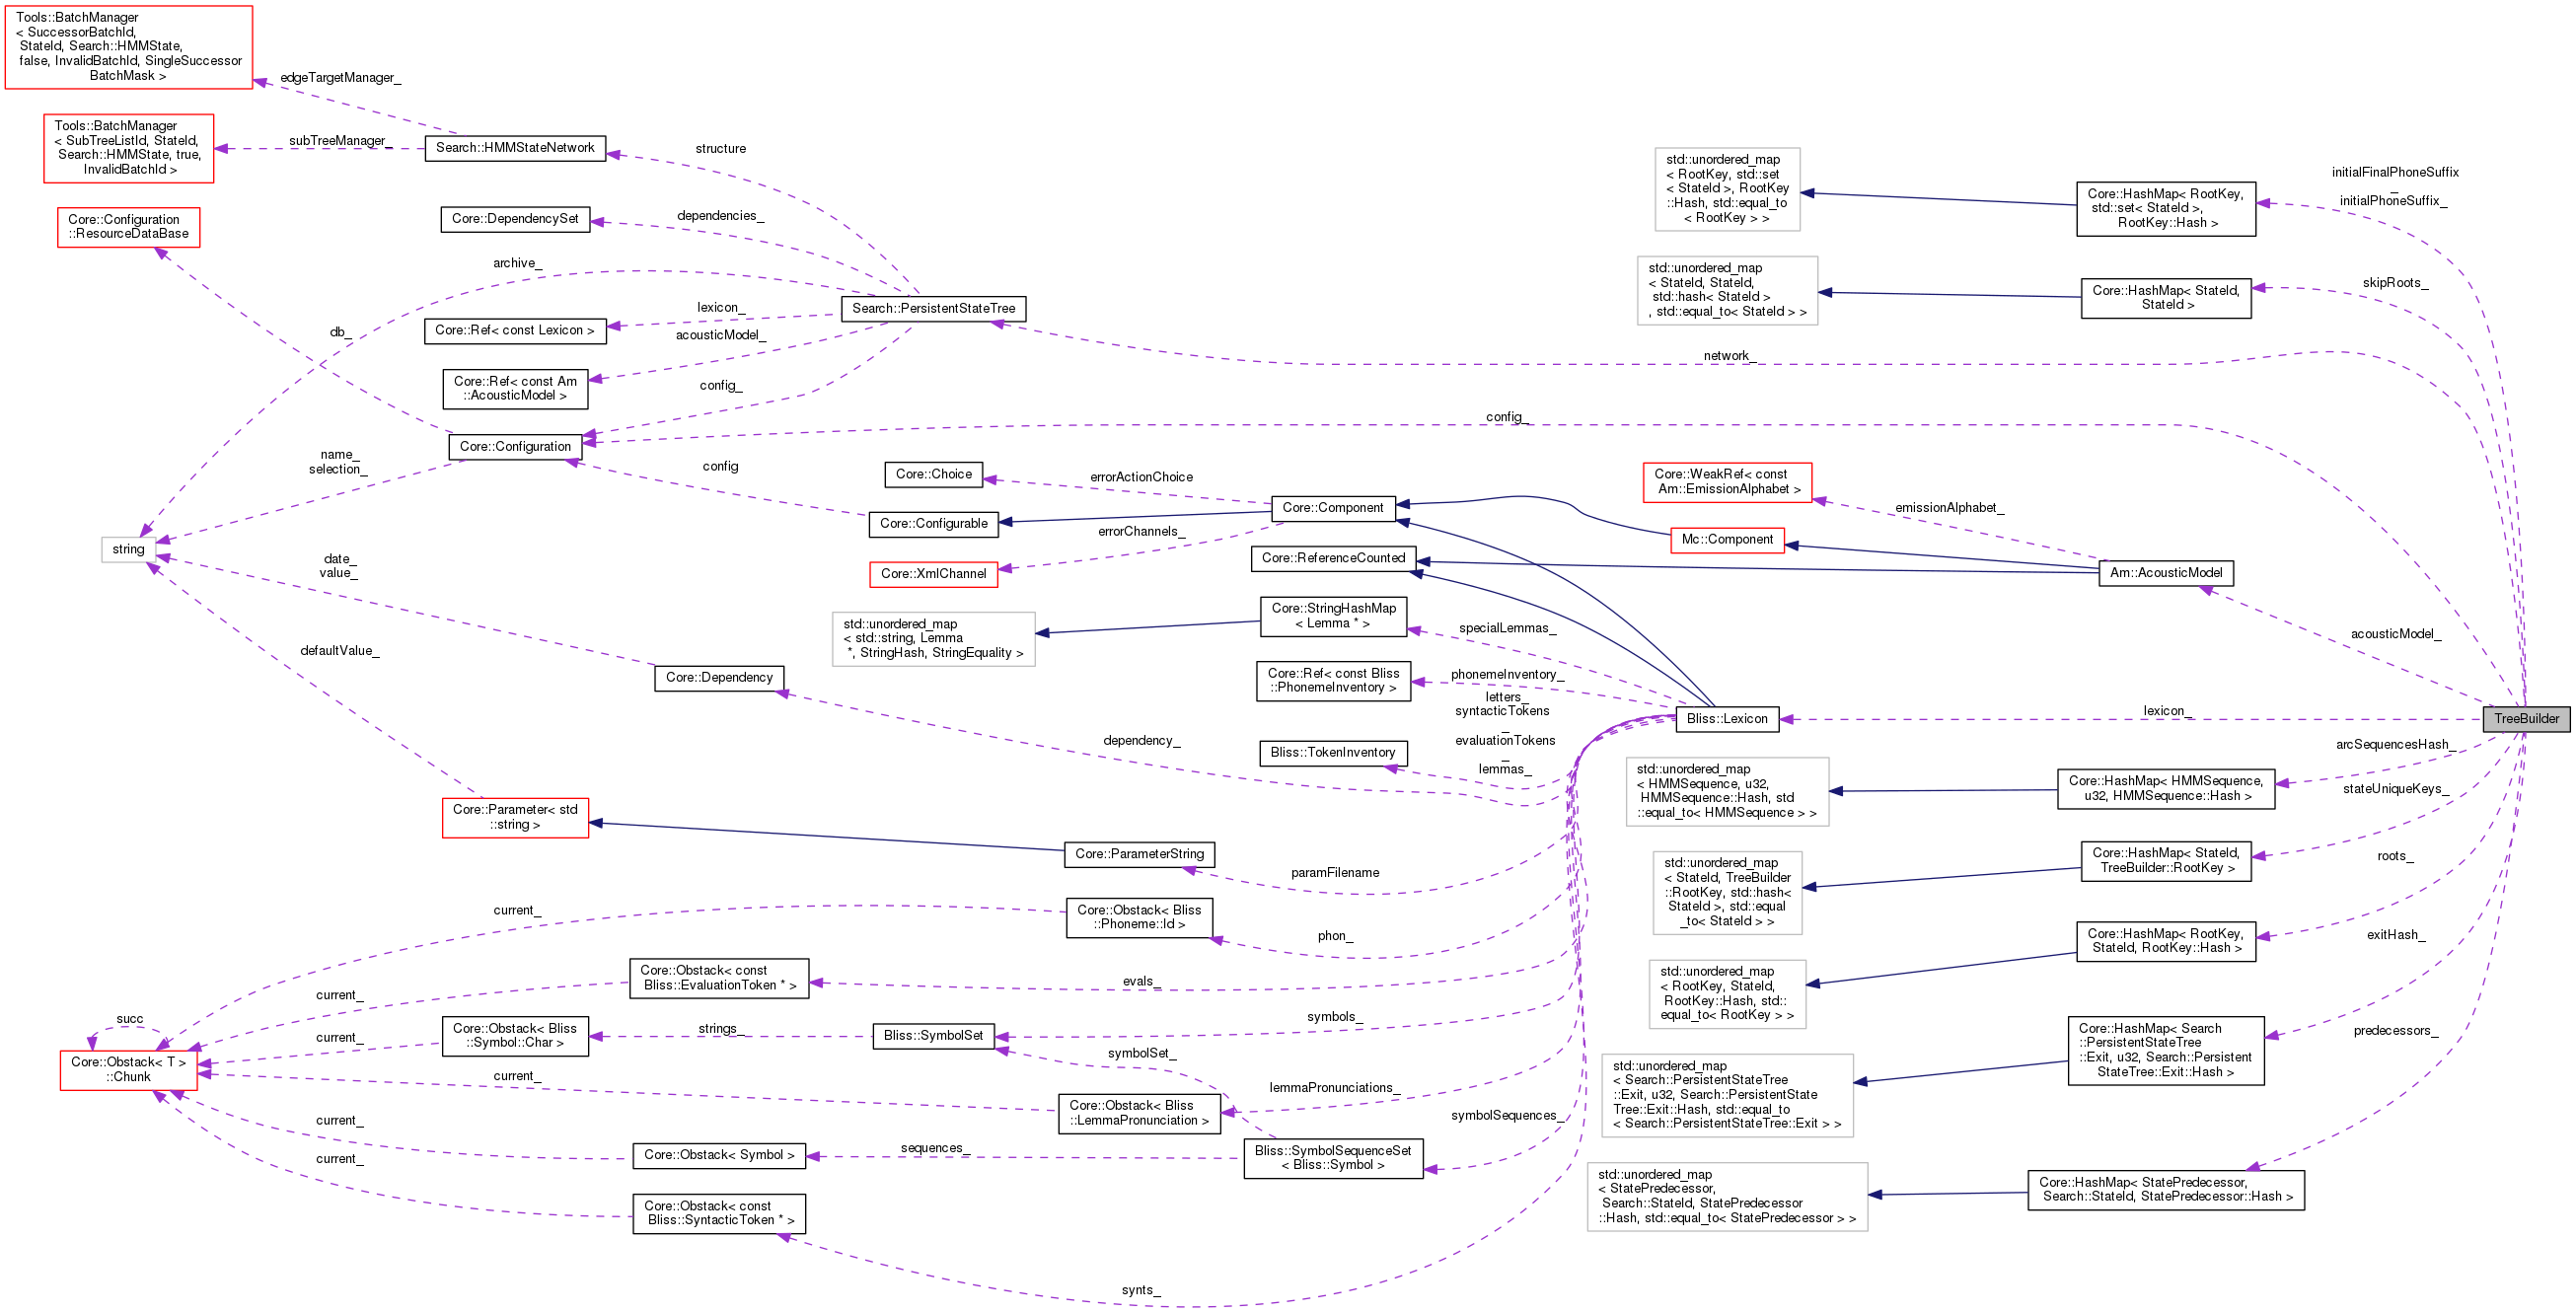 Tools::BatchManager
< SuccessorBatchId,
StateId, Search::HMMState,
false, InvalidBatchId, SingleSuccessor
BatchMask >
edgeTargetManager_
Tools::BatchManager
< SubTreeListId, StateId,
Search::HMMState, true,
InvalidBatchId >
subTreeManager_
Search::HMMStateNetwork
structure
Core::Configuration
::ResourceDataBase
Core::DependencySet
dependencies_
archive_
db_
Core::Ref< const Lexicon >
lexicon_
Search::PersistentStateTree
acousticModel_
Core::Ref< const Am
::AcousticModel >
config_
Core::Configuration
name_
selection_
config
string
date_
value_
defaultValue_
Core::Choice
errorActionChoice
Core::Configurable
Core::Component
errorChannels_
Core::XmlChannel
Core::ReferenceCounted
std::unordered_map
< std::string, Lemma
*, StringHash, StringEquality >
Core::StringHashMap
< Lemma * >
specialLemmas_
Core::Dependency
dependency_
Core::Ref< const Bliss
::PhonemeInventory >
phonemeInventory_
letters_
syntacticTokens
_
evaluationTokens
_
lemmas_
Bliss::TokenInventory
Bliss::Lexicon
Core::Parameter< std
::string >
Core::ParameterString
paramFilename
Core::Obstack< Bliss
::Phoneme::Id >
phon_
current_
Core::Obstack< const
Bliss::EvaluationToken * >
evals_
current_
succ
Core::Obstack< T >
::Chunk
Core::Obstack< Bliss
::Symbol::Char >
current_
strings_
Bliss::SymbolSet
symbols_
symbolSet_
current_
Core::Obstack< Bliss
::LemmaPronunciation >
lemmaPronunciations_
current_
Core::Obstack< Symbol >
sequences_
Bliss::SymbolSequenceSet
< Bliss::Symbol >
symbolSequences_
current_
Core::Obstack< const
Bliss::SyntacticToken * >
synts_
std::unordered_map
< RootKey, std::set
< StateId >, RootKey
::Hash, std::equal_to
< RootKey > >
Core::HashMap< RootKey,
std::set< StateId >,
RootKey::Hash >
initialFinalPhoneSuffix
_
initialPhoneSuffix_
std::unordered_map
< StateId, StateId,
std::hash< StateId >
, std::equal_to< StateId > >
Core::HashMap< StateId,
StateId >
skipRoots_
network_
config_
Core::WeakRef< const
Am::EmissionAlphabet >
emissionAlphabet_
Mc::Component
Am::AcousticModel
acousticModel_
lexicon_
TreeBuilder
arcSequencesHash_
std::unordered_map
< HMMSequence, u32,
HMMSequence::Hash, std
::equal_to< HMMSequence > >
Core::HashMap< HMMSequence,
u32, HMMSequence::Hash >
stateUniqueKeys_
std::unordered_map
< StateId, TreeBuilder
::RootKey, std::hash<
StateId >, std::equal
_to< StateId > >
Core::HashMap< StateId,
TreeBuilder::RootKey >
roots_
std::unordered_map
< RootKey, StateId,
RootKey::Hash, std::
equal_to< RootKey > >
Core::HashMap< RootKey,
StateId, RootKey::Hash >
exitHash_
std::unordered_map
< Search::PersistentStateTree
::Exit, u32, Search::PersistentState
Tree::Exit::Hash, std::equal_to
< Search::PersistentStateTree::Exit > >
Core::HashMap< Search
::PersistentStateTree
::Exit, u32, Search::Persistent
StateTree::Exit::Hash >
predecessors_
std::unordered_map
< StatePredecessor,
Search::StateId, StatePredecessor
::Hash, std::equal_to< StatePredecessor > >
Core::HashMap< StatePredecessor,
Search::StateId, StatePredecessor::Hash >